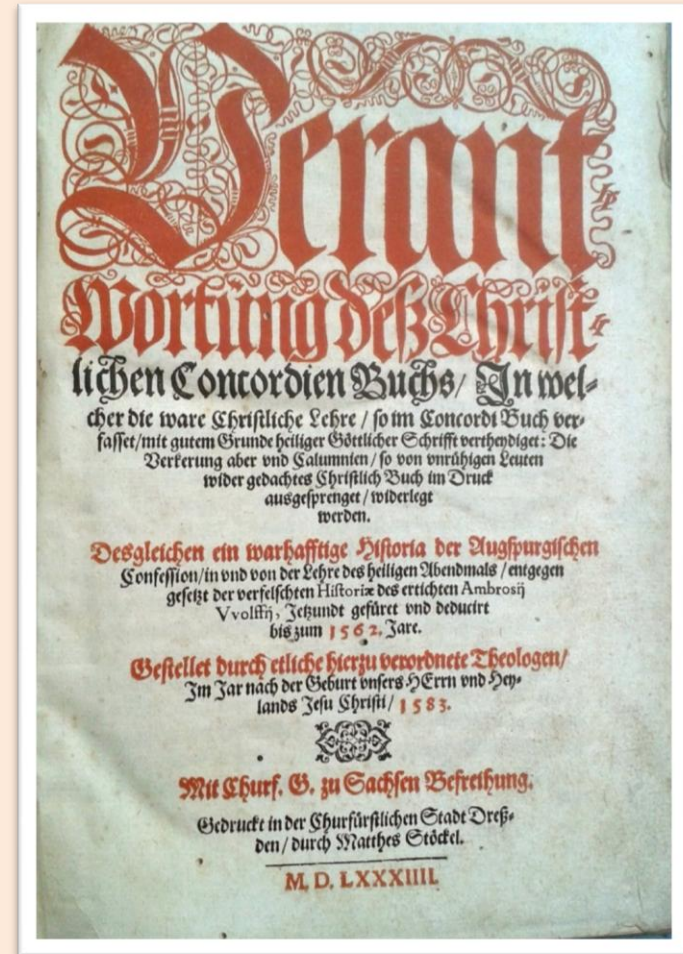 Verant
Wortung deß Christ-
lichen Concordien Buchs / In wel-
cher die ware Christliche Lehre / so im Concordi Buch ver-
fasset / mit gutem Grunde heiliger Göttlicher Schrifft vertheydiget: Die
Verkerung aber vnd Calumnien / so von vnrühigen Leuten
wider gedachtes Christlich Buch im Druck
ausgesprenget / widerlegt
werden.
Desgleichen ein warhafftige Historia der Augspurgischen
Confession / in vnd von der Lehre des heiligen Abendmals / entgegen
gesetzt der verfelschten Historiæ des ertichten Ambrosij
Vvolffij, Jetzundt gefüret vnd deducirt
bis zum 1562. Jare.
Gestellet durch etliche hierzu verordnete Theologen /
Im Jar nach der Geburt vnsers HErrn vnd Hey-
lands Jesu Christi / 1583.
Mit Churf. G. zu Sachsen Befreihung.
Gedruckt in der Churfürstlichen Stadt Dreß-
den / durch Matthes Stöckel.
M. D. LXXXIIII.